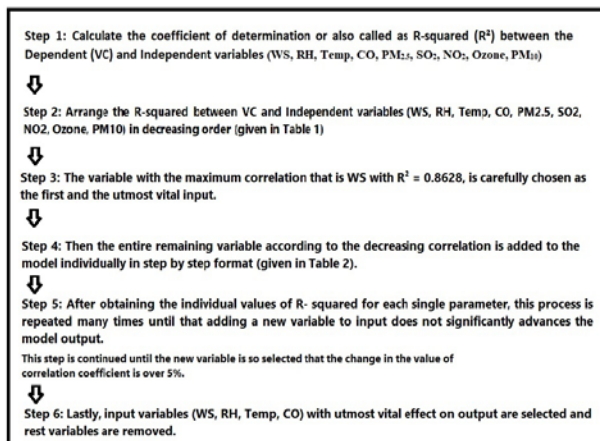 Step 1: Calculate the coefficient of determination or also called as R-squared (R²) between the
Dependent (VC) and Independent variables (WS, RH, Temp, CO, PM₂.₅, SO₂, NO₂, Ozone, PM₁₀)
Step 2: Arrange the R-squared between VC and Independent variables (WS, RH, Temp, CO, PM2.5, SO2,
NO2, Ozone, PM10) in decreasing order (given in Table 1)
Step 3: The variable with the maximum correlation that is WS with R² = 0.8628, is carefully chosen as
the first and the utmost vital input.
Step 4: Then the entire remaining variable according to the decreasing correlation is added to the
model individually in step by step format (given in Table 2).
Step 5: After obtaining the individual values of R- squared for each single parameter, this process is
repeated many times until that adding a new variable to input does not significantly advances the
model output.
This step is continued until the new variable is so selected that the change in the value of
correlation coefficient is over 5%.
Step 6: Lastly, input variables (WS, RH, Temp, CO) with utmost vital effect on output are selected and
rest variables are removed.